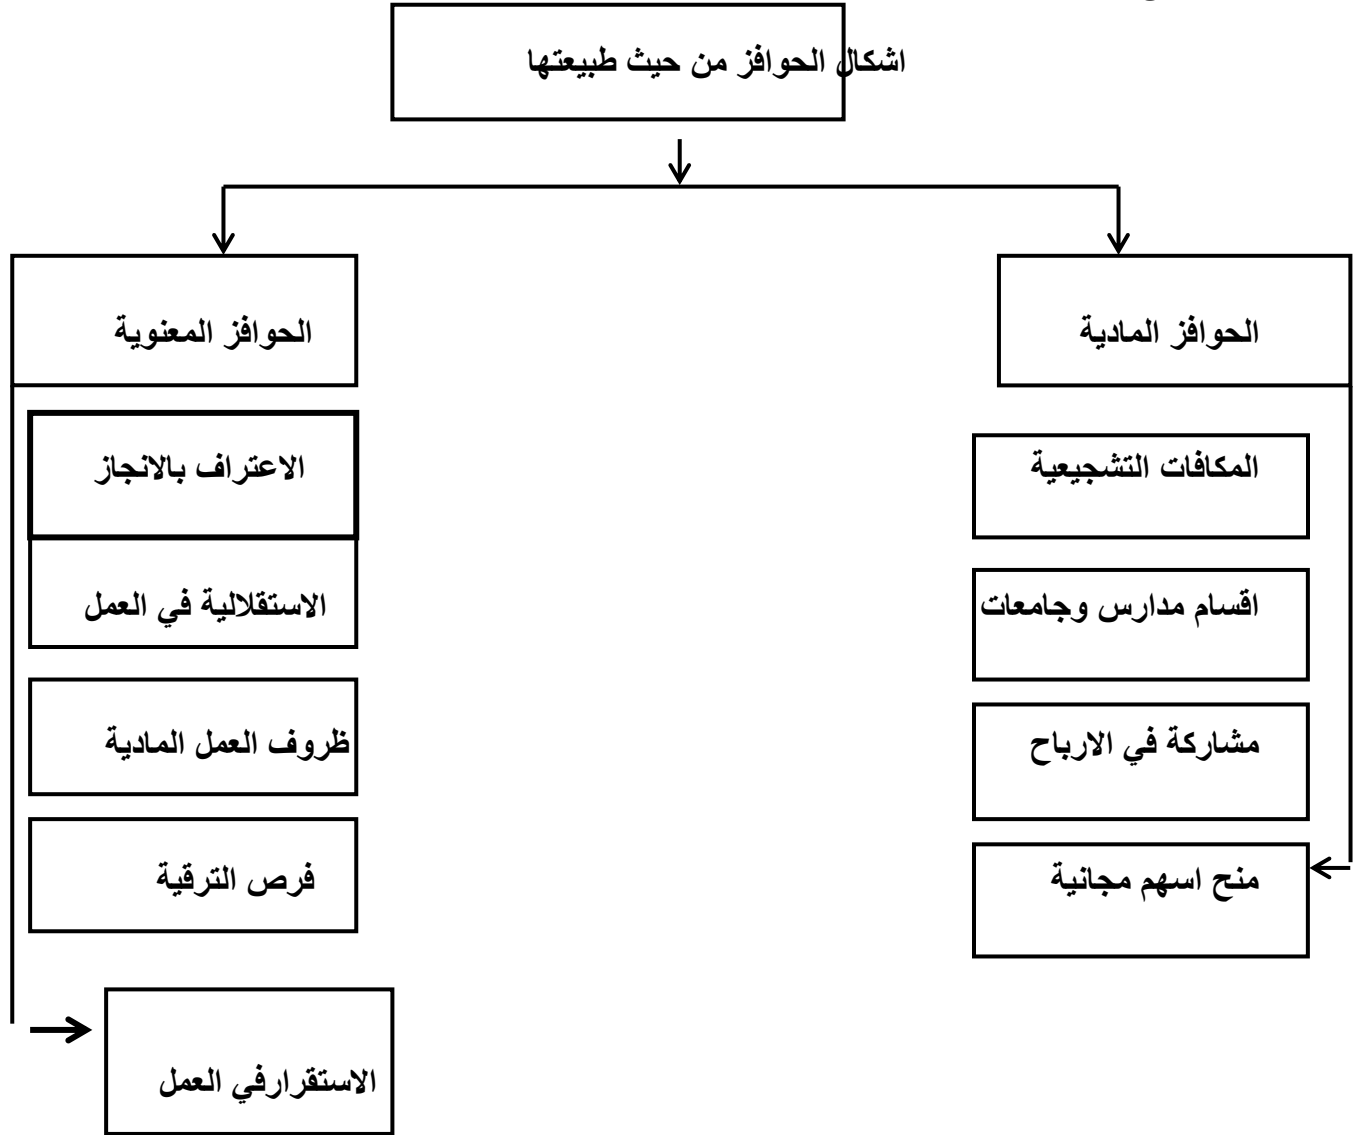 اشكال الحوافز من حيث طبيعتها
الحوافز المادية
الحوافز المعنوية
المكافات التشجيعية
الاعتراف بالانجاز
اقسام مدارس وجامعات
الاستقلالية في العمل
مشاركة في الارباح
ظروف العمل المادية
منح اسهم مجانية
فرص الترقية
الاستقرارفي العمل